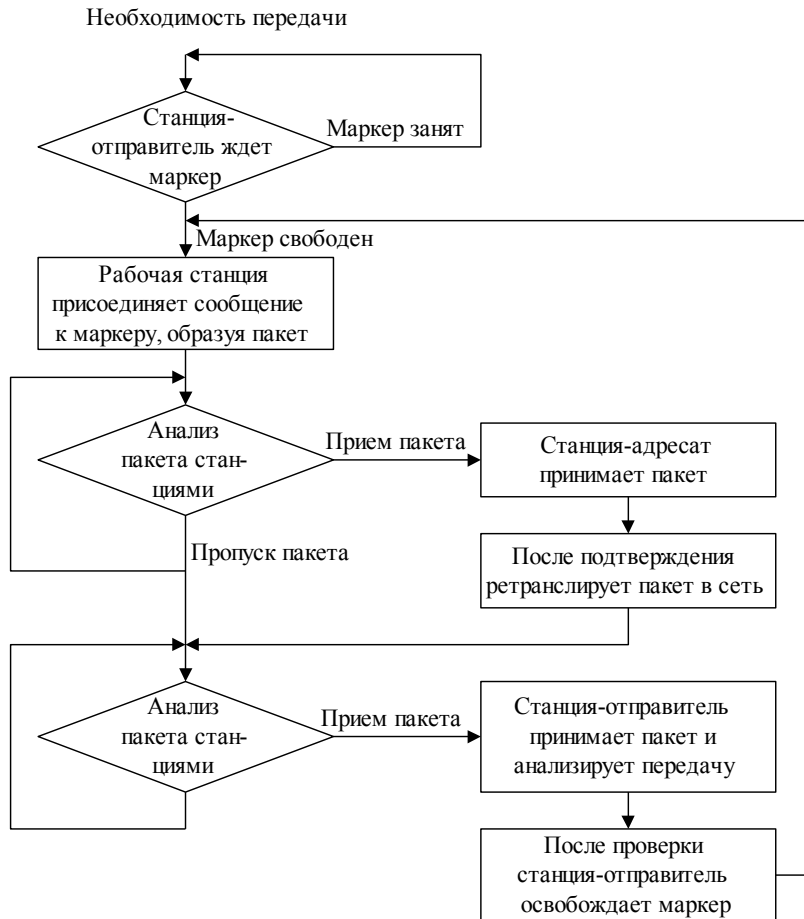 Необходимость передачи
Станция-
отправитель ждет
маркер
Маркер занят
Маркер свободен
Рабочая станция
присоединяет сообщение
к маркеру, образуя пакет
Анализ
пакета стан-
циями
Прием пакета
Станция-адресат
принимает пакет
Пропуск пакета
После подтверждения
ретранслирует пакет в сеть
Анализ
пакета стан-
циями
Прием пакета
Станция-отправитель
принимает пакет и
анализирует передачу
После проверки
станция-отправитель
освобождает маркер